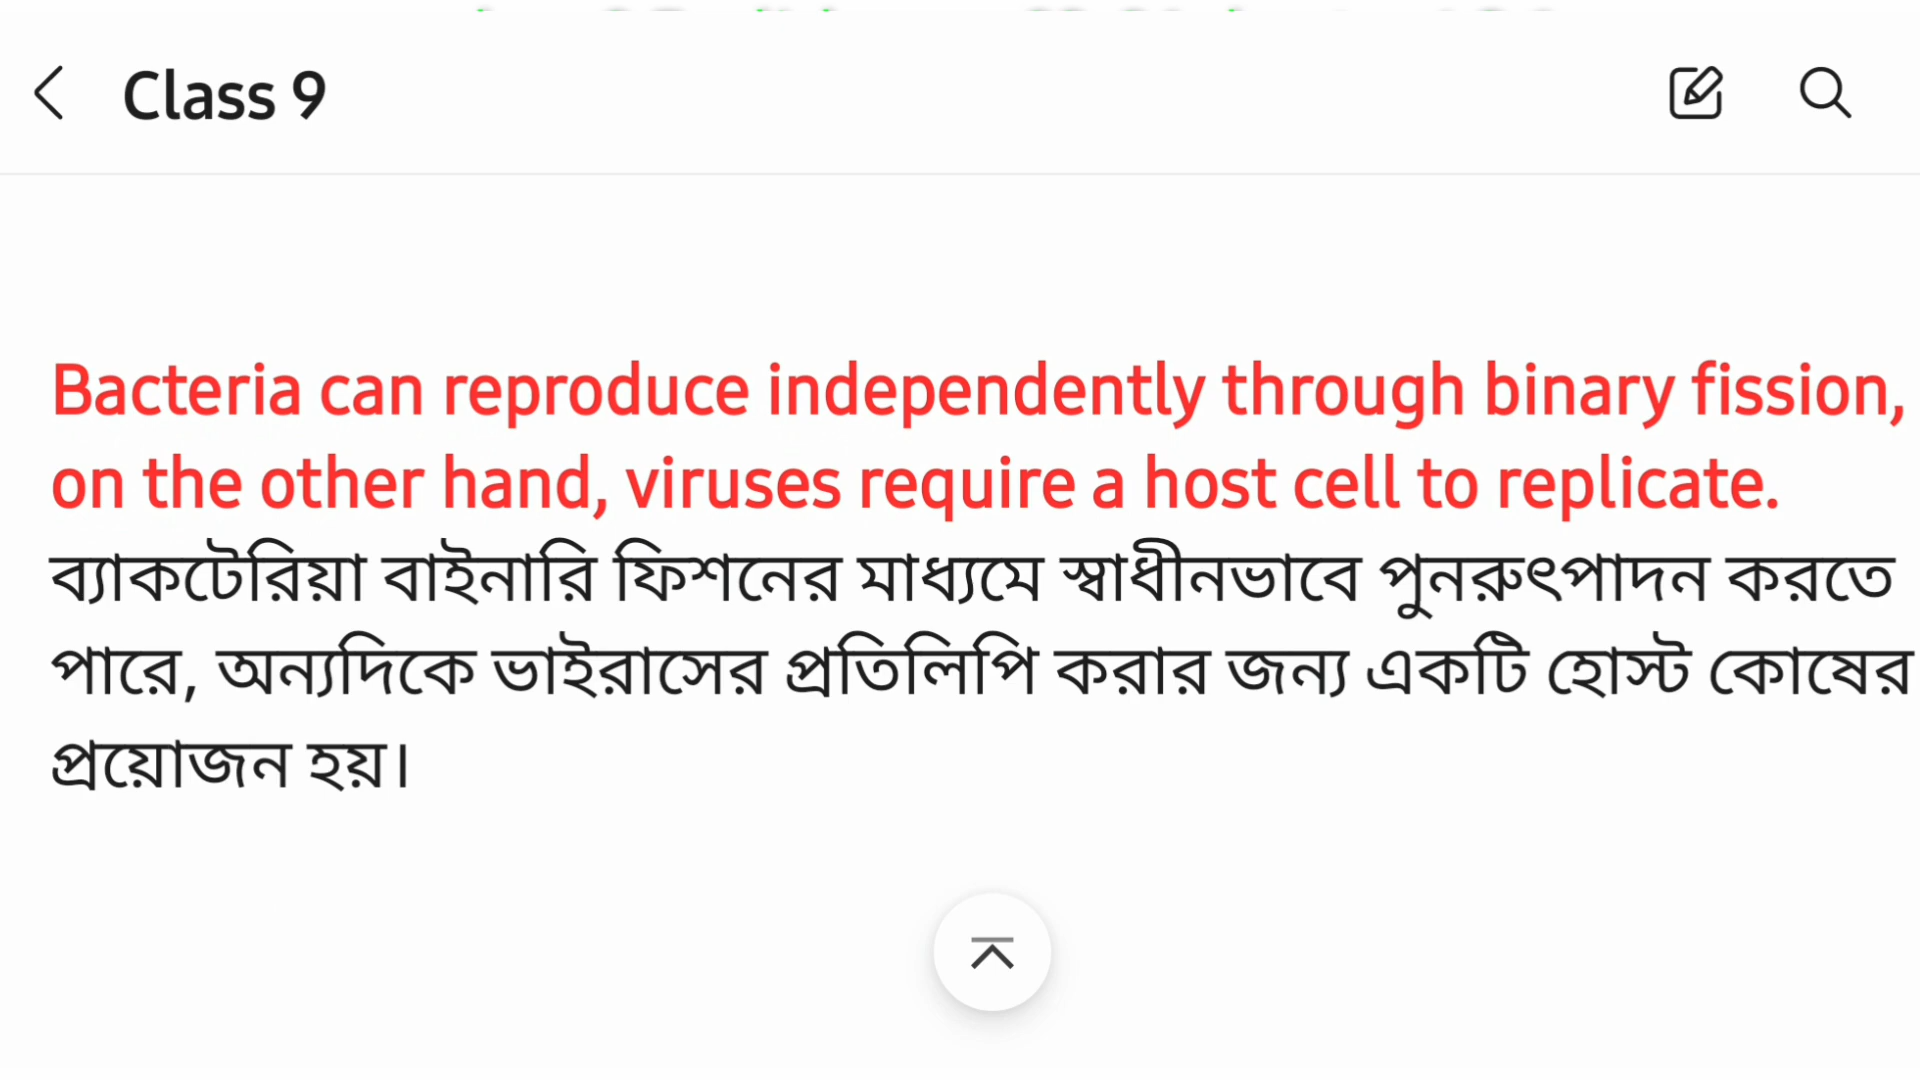 Class 9
Bacteria can reproduce independently through binary fission,
on the other hand, viruses require a host cell to replicate.
ব্যাকটেরিয়া বাইনারি ফিশনের মাধ্যমে স্বাধীনভাবে পুনরুৎপাদন করতে
পারে, অন্যদিকে ভাইরাসের প্রতিলিপি করার জন্য একটি হোস্ট কোষের
প্রয়োজন হয়।